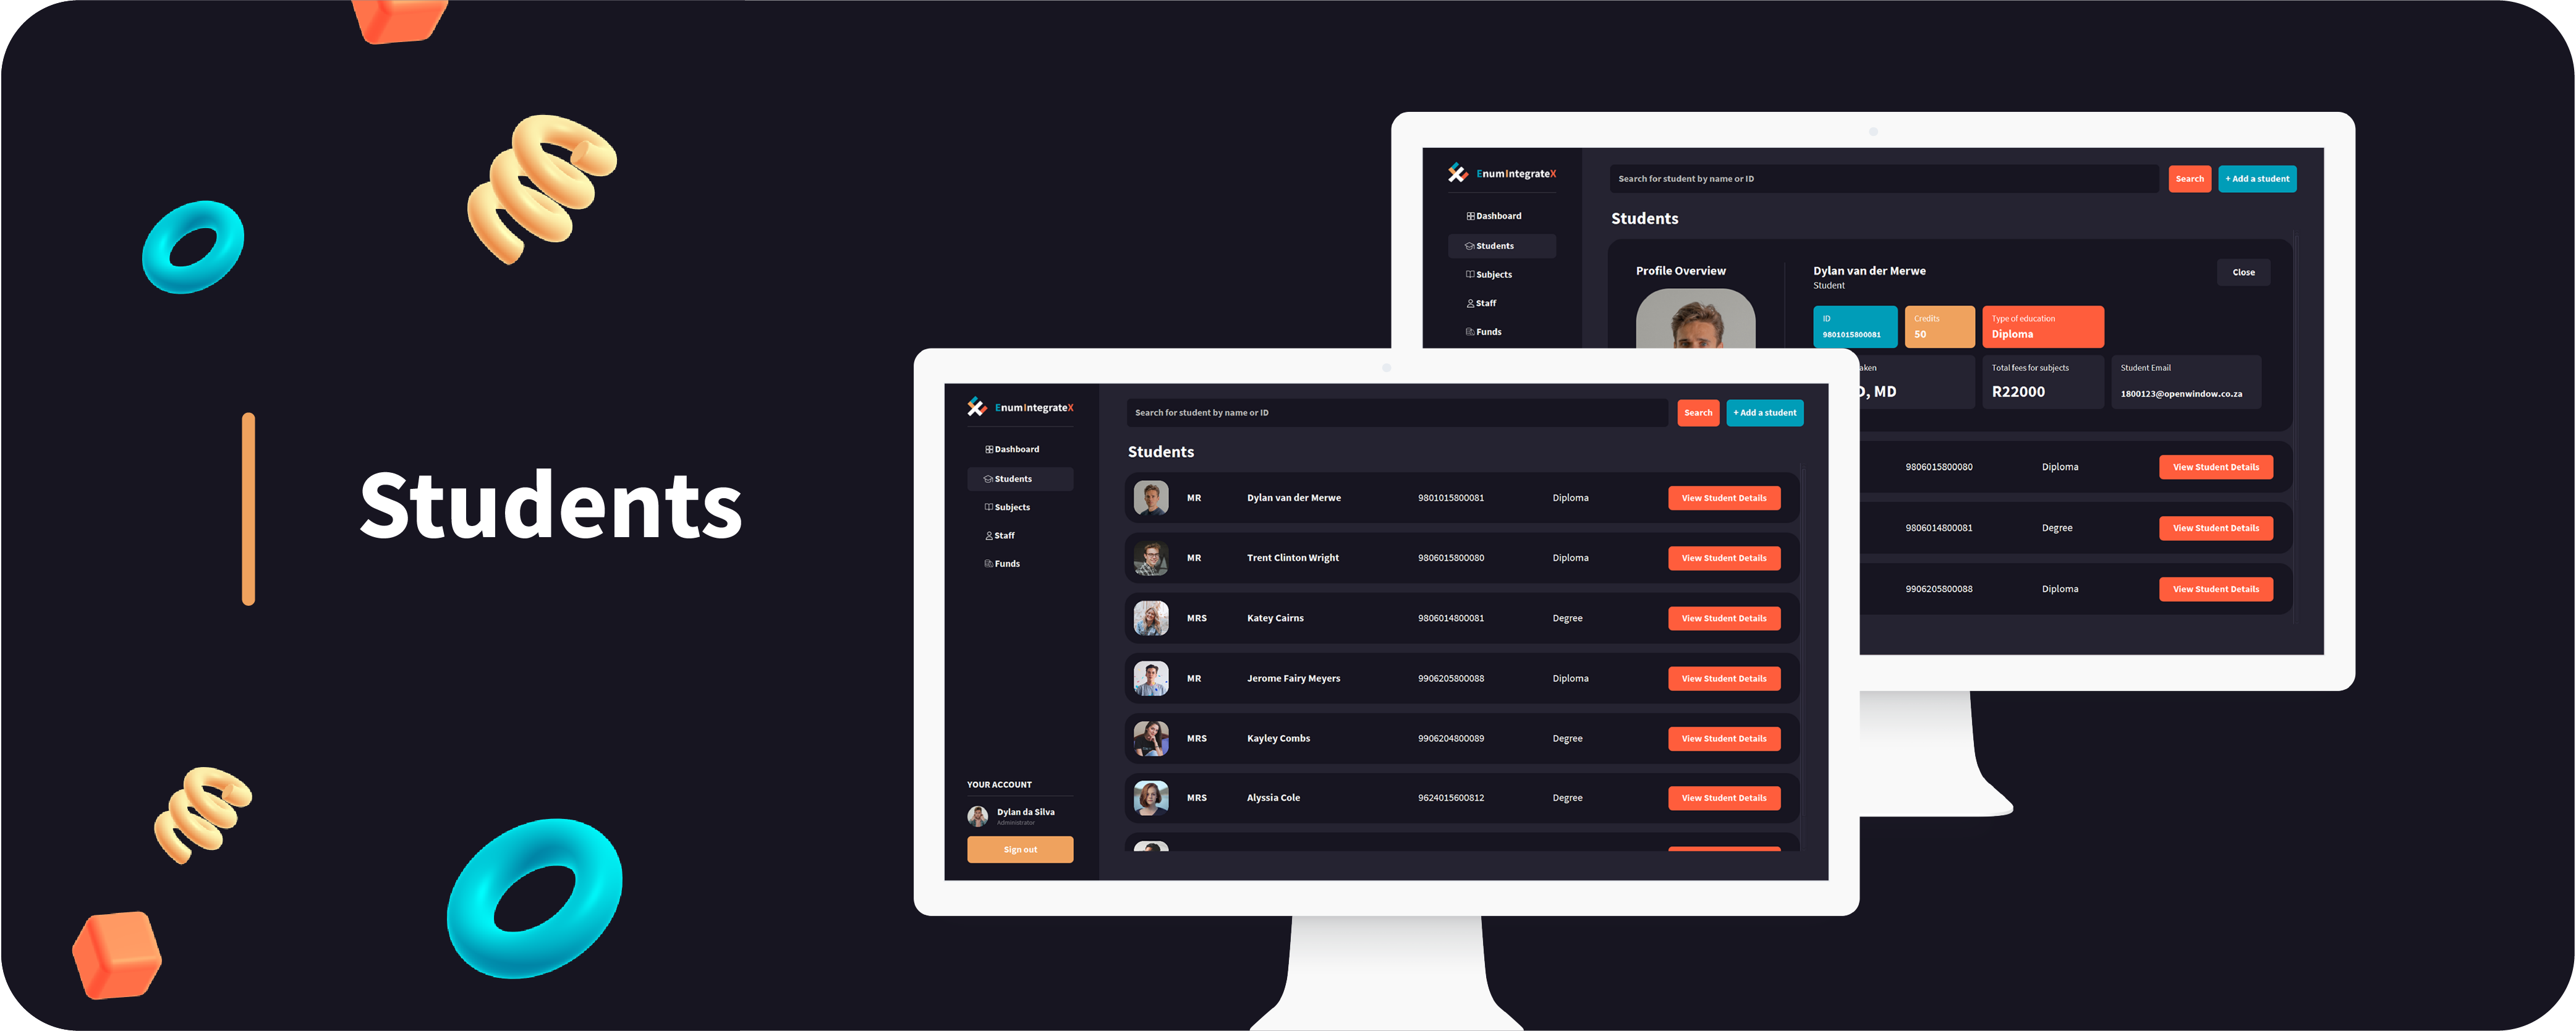 Students
EnumIntegrateX
Search for student by name or ID
Search
+ Add a student
Dashboard
Students
Subjects
Staff
Funds
Students
Profile Overview
Dylan van der Merwe
Student
Close
ID
9801015800081
Credits
50
Type of education
Diploma
MD
Total fees for subjects
R22000
Student Email
1800123@openwindow.co.za
9806015800080 Diploma View Student Details
9806014800081 Degree View Student Details
9906205800088 Diploma View Student Details
EnumIntegrateX
Search for student by name or ID
Search
+ Add a student
Dashboard
Students
Subjects
Staff
Funds
Students
MR Dylan van der Merwe 9801015800081 Diploma View Student Details
MR Trent Clinton Wright 9806015800080 Diploma View Student Details
MRS Katey Cairns 9806014800081 Degree View Student Details
MR Jerome Fairy Meyers 9906205800088 Diploma View Student Details
MRS Kayley Combs 9906204800089 Degree View Student Details
MRS Alyssia Cole 9624015600812 Degree View Student Details
YOUR ACCOUNT
Dylan da Silva
Administrator
Sign out